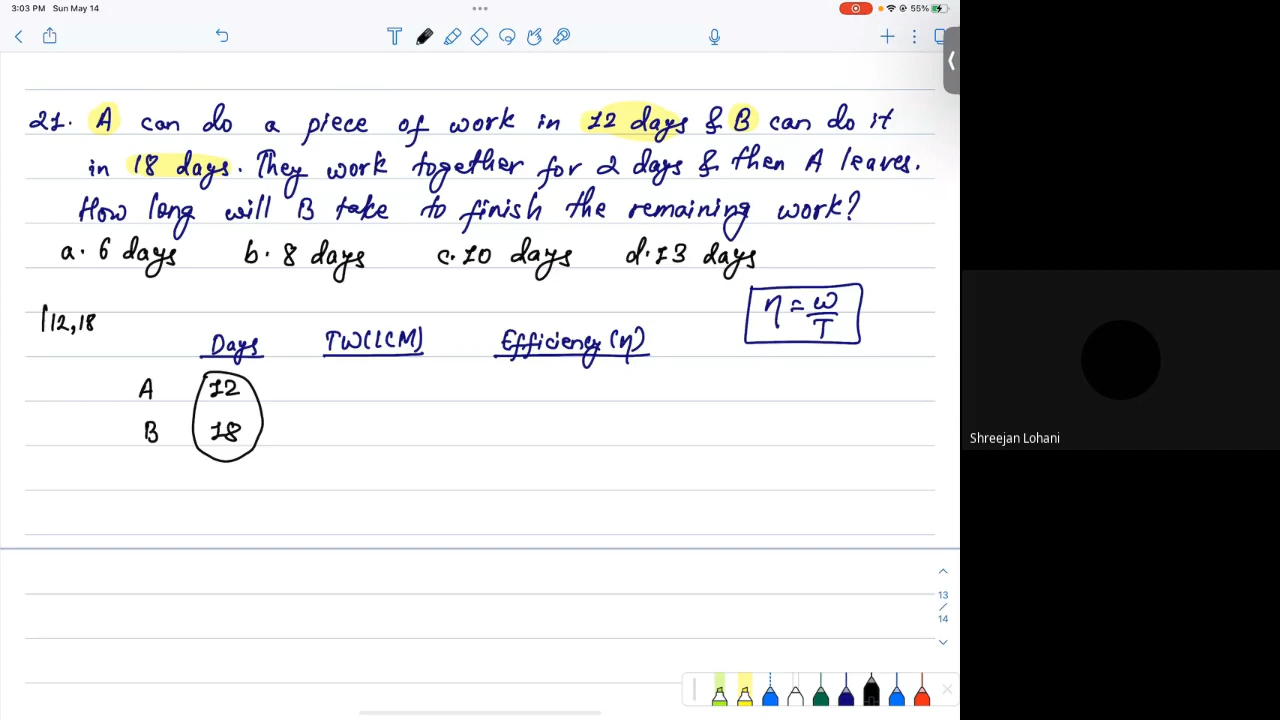 3:03 PM Sun May 14
55%
21. A can do a piece of work in 12 days & B can do it
in 18 days. They work together for 2 days & then A leaves.
How long will B take to finish the remaining work?
a. 6 days b. 8 days c. 10 days d. 13 days
η = w/T
12,18
Days TW(LCM) Efficiency (η)
A 12
B 18
Shreejan Lohani
13
/
14